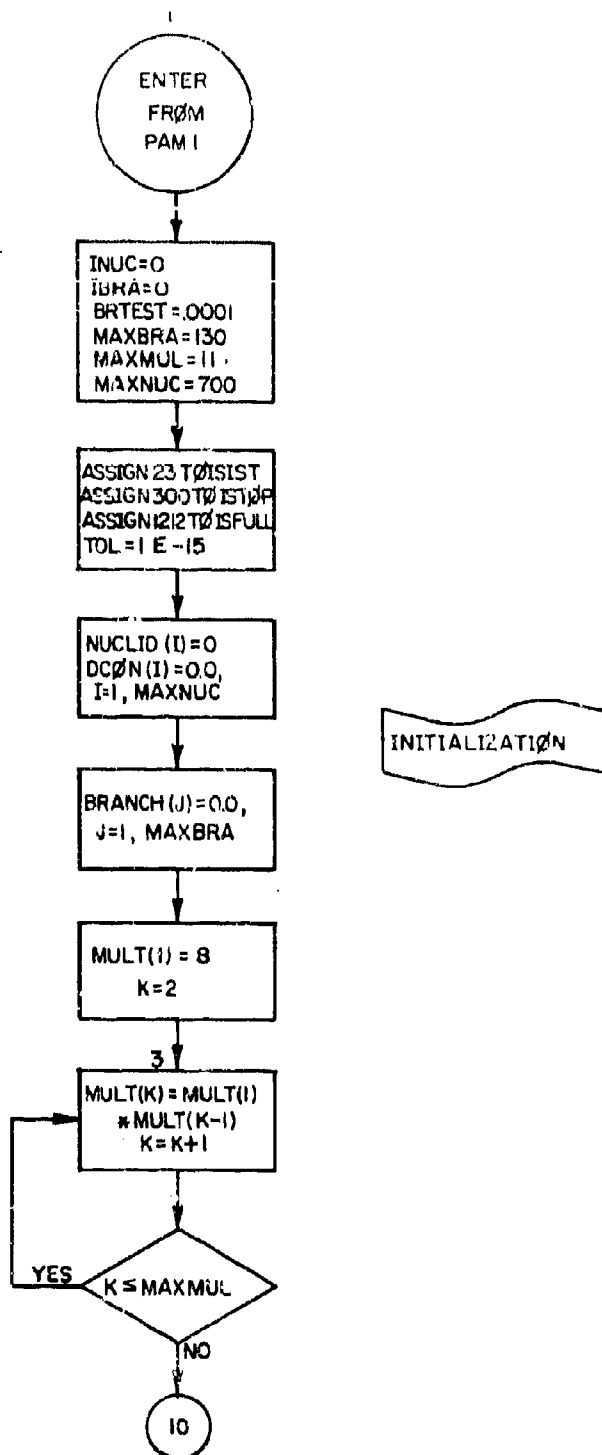 1
ENTER
FRØM
PAM I
INUC=0
IBRA=0
BRTEST=.0001
MAXBRA=130
MAXMUL=11
MAXNUC=700
ASSIGN 23 TØ ISIST
ASSIGN 300 TØ ISTØP
ASSIGN 1212 TØ ISFULL
TOL=1 E-15
NUCLID (I)=0
DCØN (I)=0.0,
I=1, MAXNUC
INITIALIZATIØN
BRANCH (J)=0.0,
J=1, MAXBRA
MULT(1) = 8
K=2
3
MULT(K)=MULT(1)
*MULT(K-1)
K=K+1
YES
K≤MAXMUL
NO
10